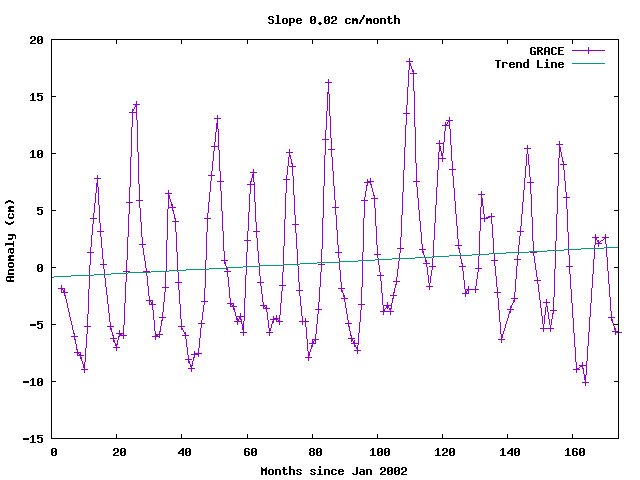 Slope 0.02 cm/month
20
15
10
5
0
-5
-10
-15
Anomaly (cm)
GRACE
Trend Line
0 20 40 60 80 100 120 140 160
Months since Jan 2002